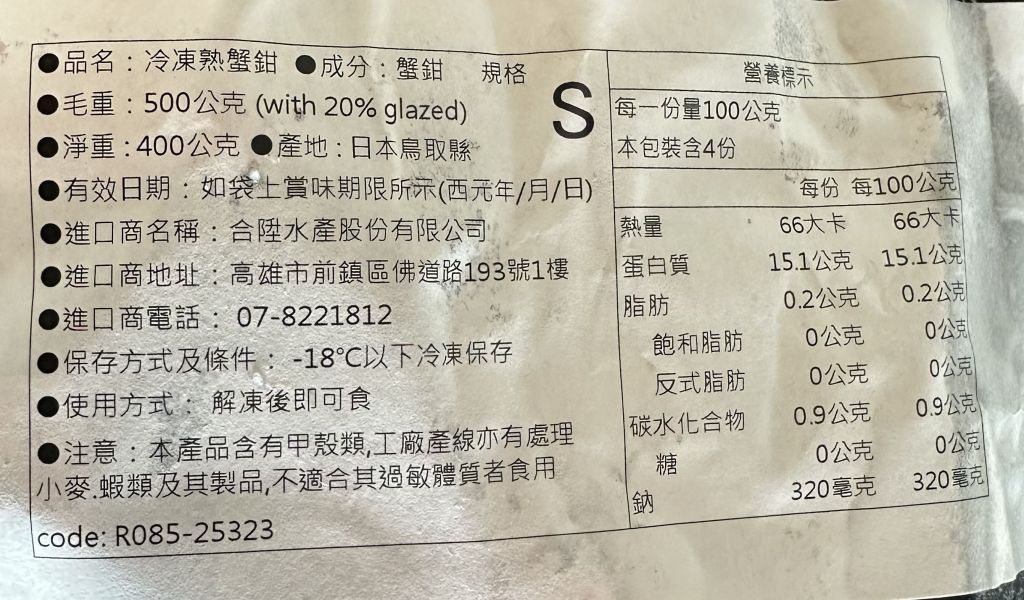 ●品名：冷凍熟蟹鉗 ●成分：蟹鉗 規格
S
●毛重：500公克 (with 20% glazed)
●淨重：400公克 ●產地：日本鳥取縣
●有效日期：如袋上賞味期限所示(西元年/月/日)
●進口商名稱：合陞水產股份有限公司
●進口商地址：高雄市前鎮區佛道路193號1樓
●進口商電話：07-8221812
●保存方式及條件：-18℃以下冷凍保存
●使用方式：解凍後即可食
●注意：本產品含有甲殼類,工廠產線亦有處理
小麥.蝦類及其製品,不適合其過敏體質者食用
code: R085-25323
營養標示
每一份量100公克
本包裝含4份
每份 每100公克
熱量 66大卡 66大卡
蛋白質 15.1公克 15.1公克
脂肪 0.2公克 0.2公克
飽和脂肪 0公克 0公克
反式脂肪 0公克 0公克
碳水化合物 0.9公克 0.9公克
糖 0公克 0公克
鈉 320毫克 320毫克